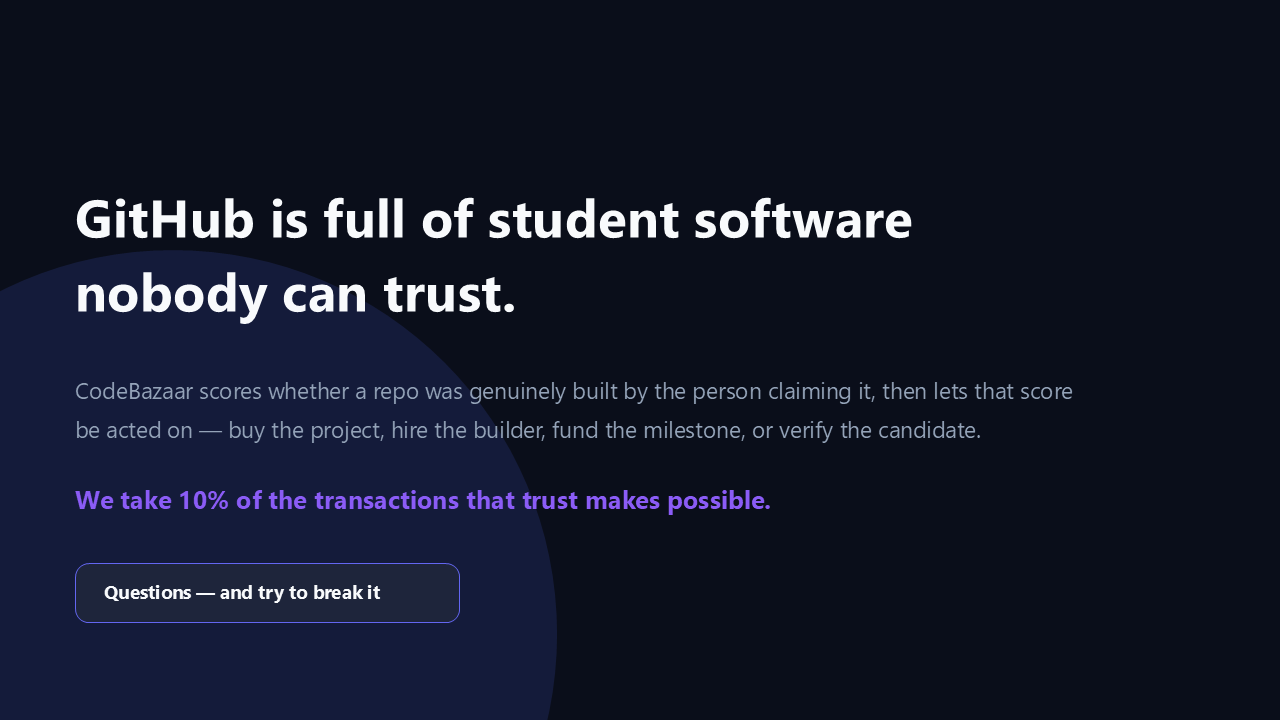 GitHub is full of student software
nobody can trust.
CodeBazaar scores whether a repo was genuinely built by the person claiming it, then lets that score
be acted on — buy the project, hire the builder, fund the milestone, or verify the candidate.
We take 10% of the transactions that trust makes possible.
Questions — and try to break it